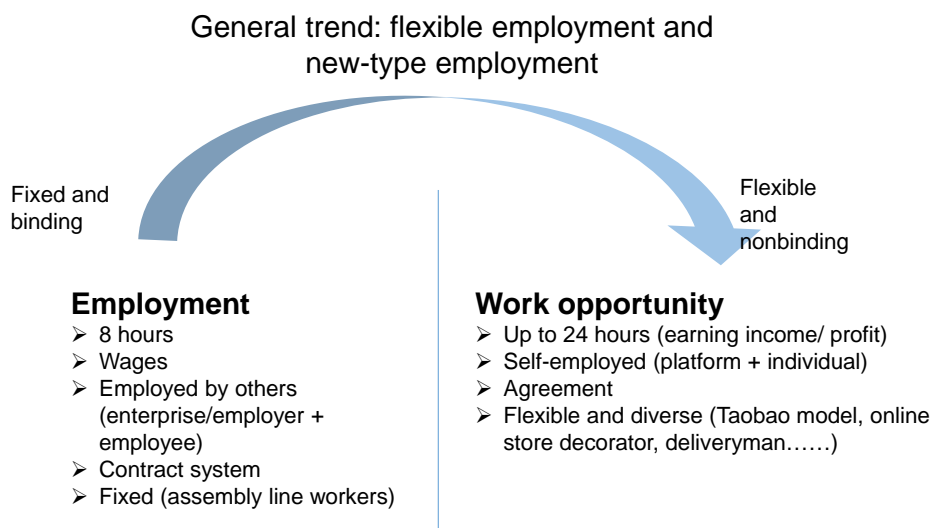 General trend: flexible employment and
new-type employment
Fixed and
binding
Flexible
and
nonbinding
Employment
➢ 8 hours
➢ Wages
➢ Employed by others
(enterprise/employer +
employee)
➢ Contract system
➢ Fixed (assembly line workers)
Work opportunity
➢ Up to 24 hours (earning income/ profit)
➢ Self-employed (platform + individual)
➢ Agreement
➢ Flexible and diverse (Taobao model, online
store decorator, deliveryman……)